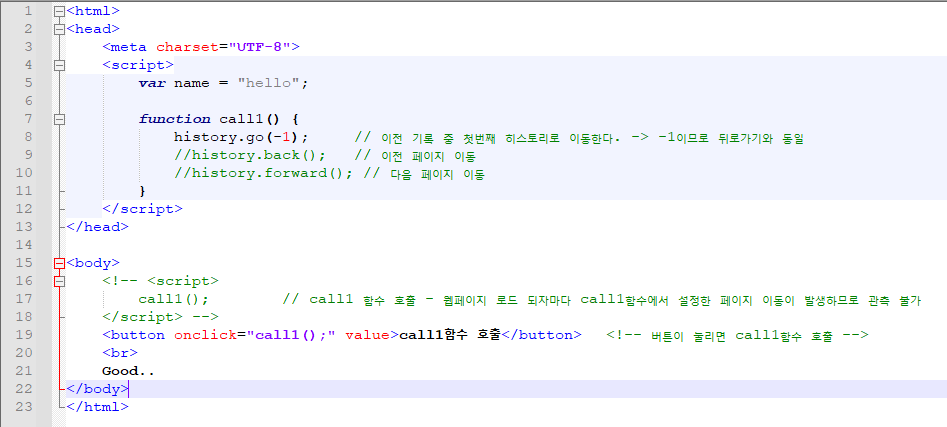 1 <html>
2 <head>
3 <meta charset="UTF-8">
4 <script>
5 var name = "hello";
6
7 function call1() {
8 history.go(-1); // 이전 기록 중 첫번째 히스토리로 이동한다. -> -1이므로 뒤로가기와 동일
9 //history.back(); // 이전 페이지 이동
10 //history.forward(); // 다음 페이지 이동
11 }
12 </script>
13 </head>
14
15 <body>
16 <!-- <script>
17 call1(); // call1 함수 호출 - 웹페이지 로드 되자마다 call1함수에서 설정한 페이지 이동이 발생하므로 관측 불가
18 </script> -->
19 <button onclick="call1();" value>call1함수 호출</button> <!-- 버튼이 눌리면 call1함수 호출 -->
20 <br>
21 Good..
22 </body>
23 </html>